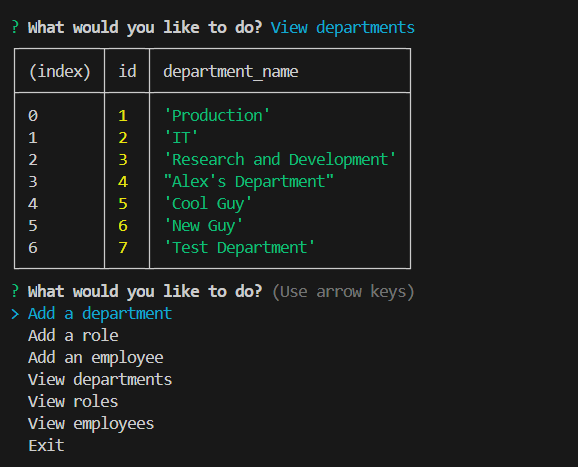 ? What would you like to do? View departments
(index) id department_name
0 1 'Production'
1 2 'IT'
2 3 'Research and Development'
3 4 "Alex's Department"
4 5 'Cool Guy'
5 6 'New Guy'
6 7 'Test Department'
? What would you like to do? (Use arrow keys)
> Add a department
Add a role
Add an employee
View departments
View roles
View employees
Exit